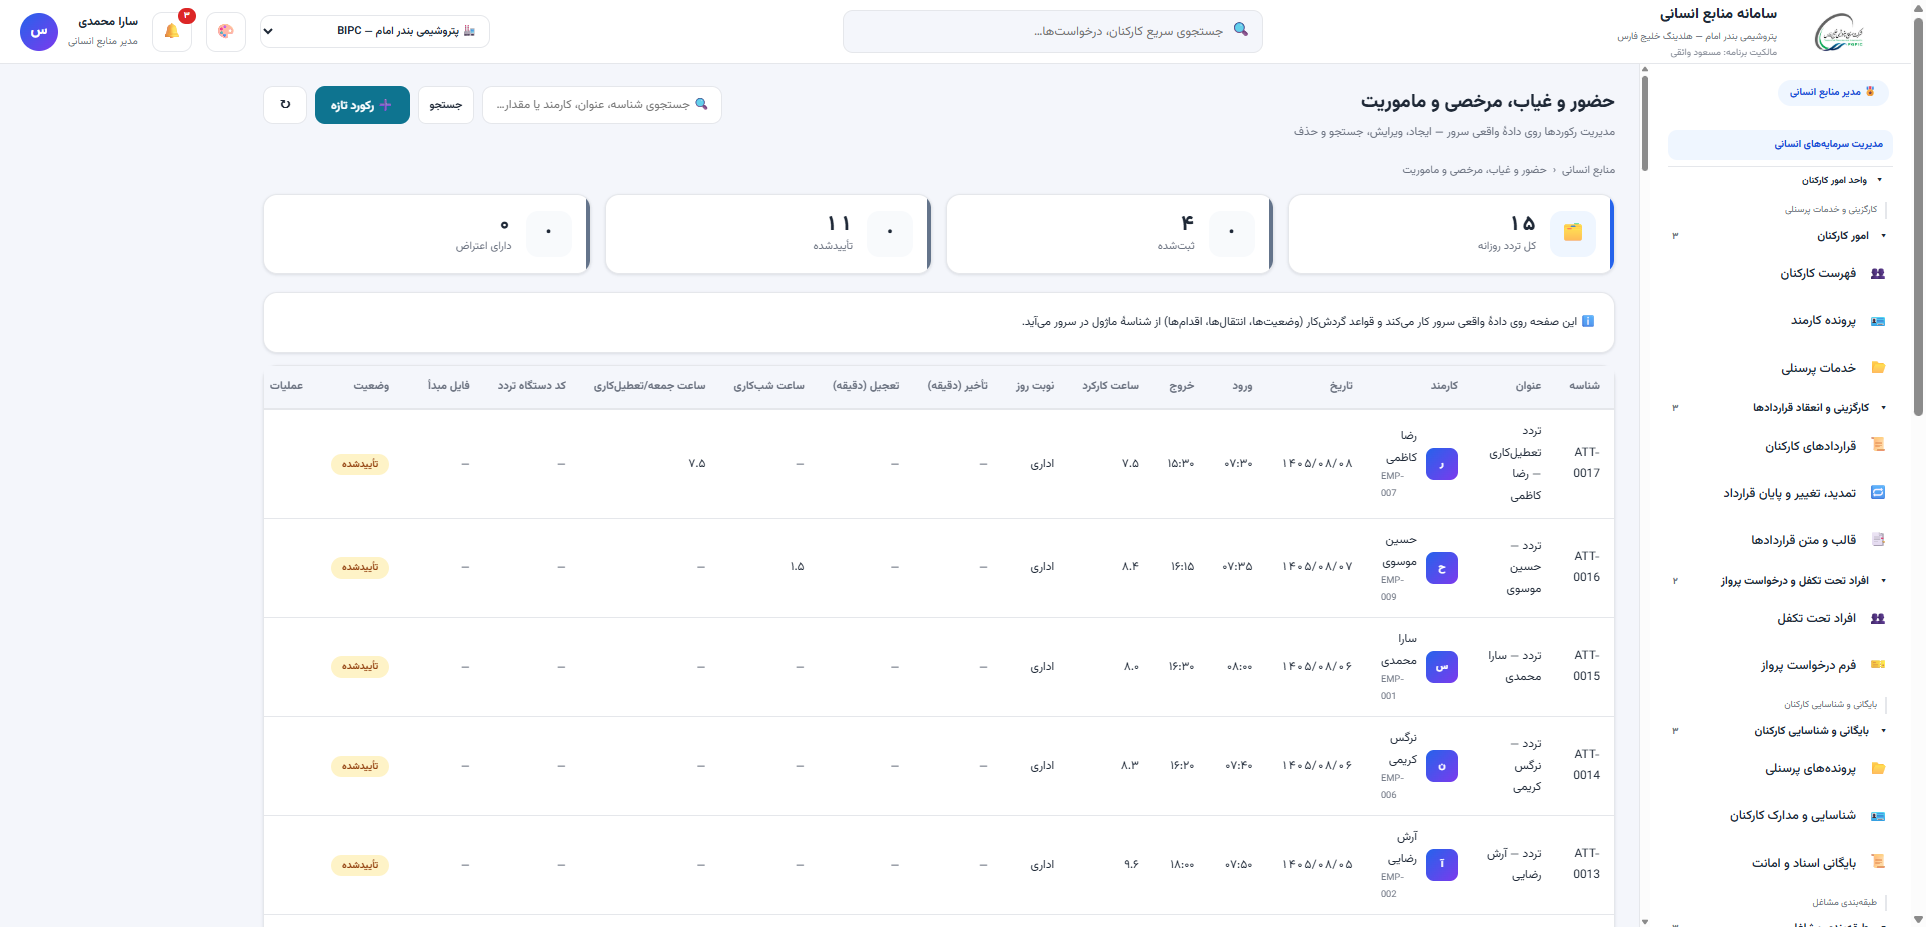 سامانه منابع انسانی
پتروشیمی بندر امام — هلدینگ خلیج فارس
مالکیت برنامه: مسعود واثقی
جستجوی سریع کارکنان، درخواست‌ها...
پتروشیمی بندر امام — BIPC
۳
سارا محمدی
مدیر منابع انسانی
س
مدیر منابع انسانی
مدیریت سرمایه‌های انسانی
واحد امور کارکنان
کارگزینی و خدمات پرسنلی
امور کارکنان ۳
فهرست کارکنان
پرونده کارمند
خدمات پرسنلی
کارگزینی و انعقاد قراردادها ۳
قراردادهای کارکنان
تمدید، تغییر و پایان قرارداد
قالب و متن قراردادها
افراد تحت تکفل و درخواست پرواز ۲
افراد تحت تکفل
فرم درخواست پرواز
بایگانی و شناسایی کارکنان
بایگانی و شناسایی کارکنان ۳
پرونده‌های پرسنلی
شناسایی و مدارک کارکنان
بایگانی اسناد و امانت
طبقه‌بندی مشاغل
حضور و غیاب، مرخصی و ماموریت
مدیریت رکوردها روی دادهٔ واقعی سرور — ایجاد، ویرایش، جستجو و حذف
جستجوی شناسه، عنوان، کارمند یا مقدار...
جستجو
رکورد تازه
↻
منابع انسانی › حضور و غیاب، مرخصی و ماموریت
۱۵
کل تردد روزانه
۴
ثبت‌شده
۱۱
تأییدشده
۰
دارای اعتراض
این صفحه روی دادهٔ واقعی سرور کار می‌کند و قواعد گردش‌کار (وضعیت‌ها، انتقال‌ها، اقدام‌ها) از شناسهٔ ماژول در سرور می‌آید.
شناسه عنوان کارمند تاریخ ورود خروج ساعت کارکرد نوبت روز تأخیر (دقیقه) تعجیل (دقیقه) ساعت شب‌کاری ساعت جمعه/تعطیل‌کاری کد دستگاه تردد فایل مبدأ وضعیت عملیات
ATT-
0017
تردد
تعطیل‌کاری
— رضا
کاظمی
ر
رضا
کاظمی
EMP-
007
۱۴۰۵/۰۸/۰۸ ۰۷:۳۰ ۱۵:۳۰ ۷.۵ اداری — — — ۷.۵ — — تأییدشده
ATT-
0016
تردد —
حسین
موسوی
ح
حسین
موسوی
EMP-
009
۱۴۰۵/۰۸/۰۷ ۰۷:۳۵ ۱۶:۱۵ ۸.۴ اداری — — ۱.۵ — — — تأییدشده
ATT-
0015
تردد — سارا
محمدی
س
سارا
محمدی
EMP-
001
۱۴۰۵/۰۸/۰۶ ۰۸:۰۰ ۱۶:۳۰ ۸.۰ اداری — — — — — — تأییدشده
ATT-
0014
تردد —
نرگس
کریمی
ن
نرگس
کریمی
EMP-
006
۱۴۰۵/۰۸/۰۶ ۰۷:۴۰ ۱۶:۲۰ ۸.۳ اداری — — — — — — تأییدشده
ATT-
0013
تردد — آرش
رضایی
آ
آرش
رضایی
EMP-
002
۱۴۰۵/۰۸/۰۵ ۰۷:۵۰ ۱۸:۰۰ ۹.۶ اداری — — — — — — تأییدشده